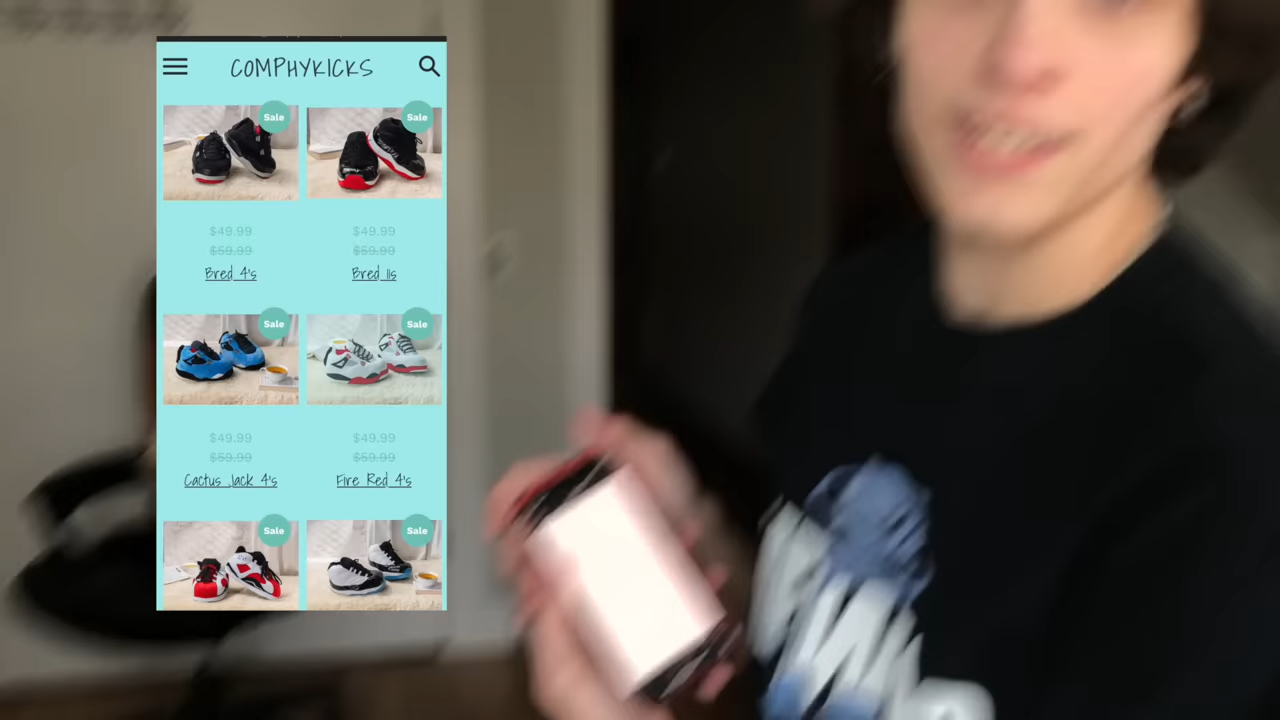 COMPHYKICKS
Sale
Sale
$49.99
$59.99
Bred 4's
$49.99
$59.99
Bred 11s
Sale
Sale
$49.99
$59.99
Cactus Jack 4's
$49.99
$59.99
Fire Red 4's
Sale
Sale